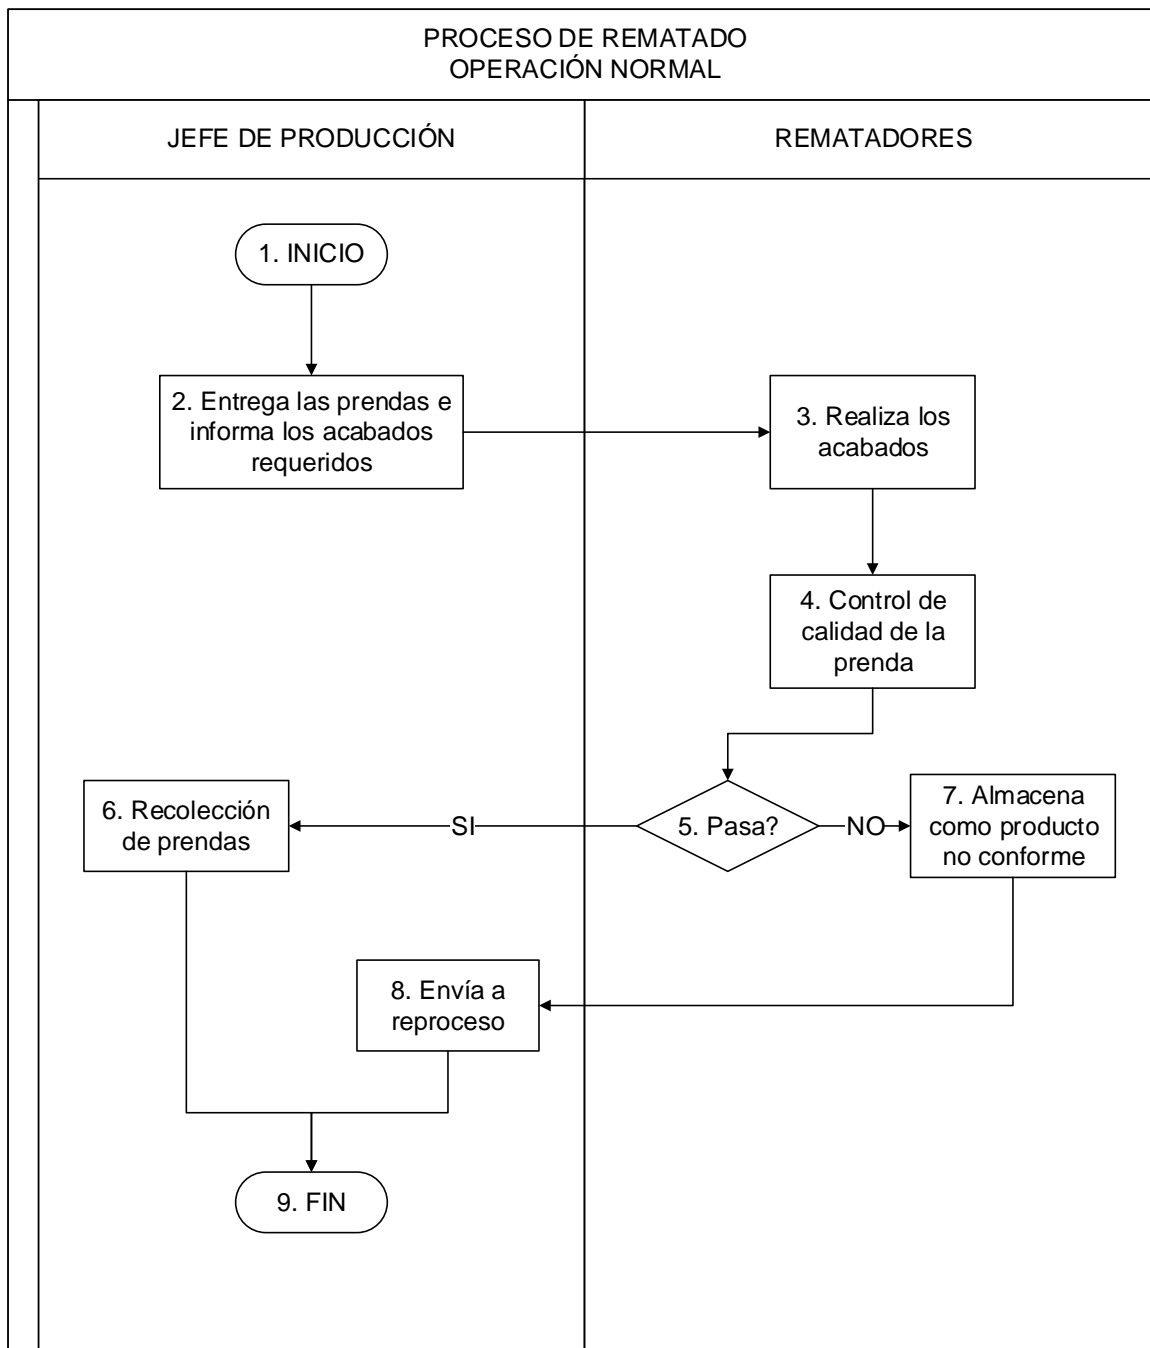 PROCESO DE REMATADO
OPERACIÓN NORMAL
JEFE DE PRODUCCIÓN
REMATADORES
1. INICIO
2. Entrega las prendas e
informa los acabados
requeridos
3. Realiza los
acabados
4. Control de
calidad de la
prenda
5. Pasa?
SI
NO
6. Recolección
de prendas
7. Almacena
como producto
no conforme
8. Envía a
reproceso
9. FIN